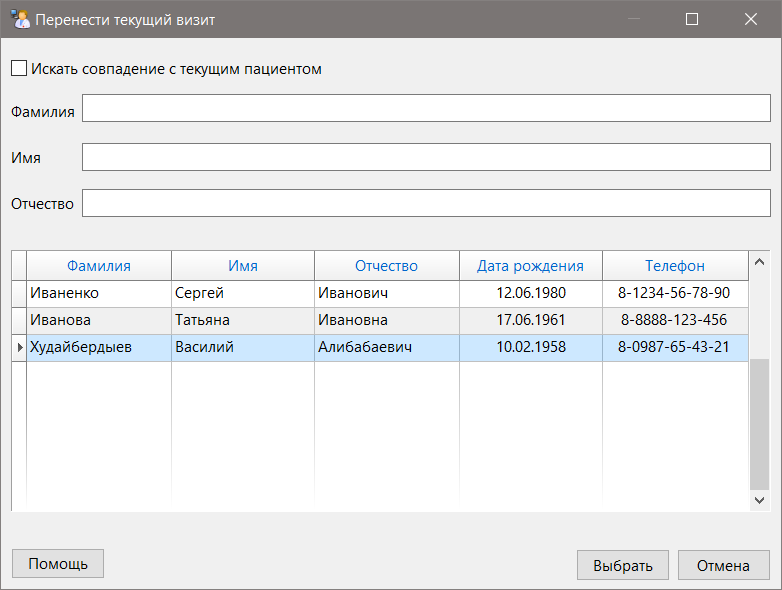 Перенести текущий визит
Искать совпадение с текущим пациентом
Фамилия
Имя
Отчество
Фамилия Имя Отчество Дата рождения Телефон
Иваненко Сергей Иванович 12.06.1980 8-1234-56-78-90
Иванова Татьяна Ивановна 17.06.1961 8-8888-123-456
Худайбердыев Василий Алибабаевич 10.02.1958 8-0987-65-43-21
Помощь Выбрать Отмена